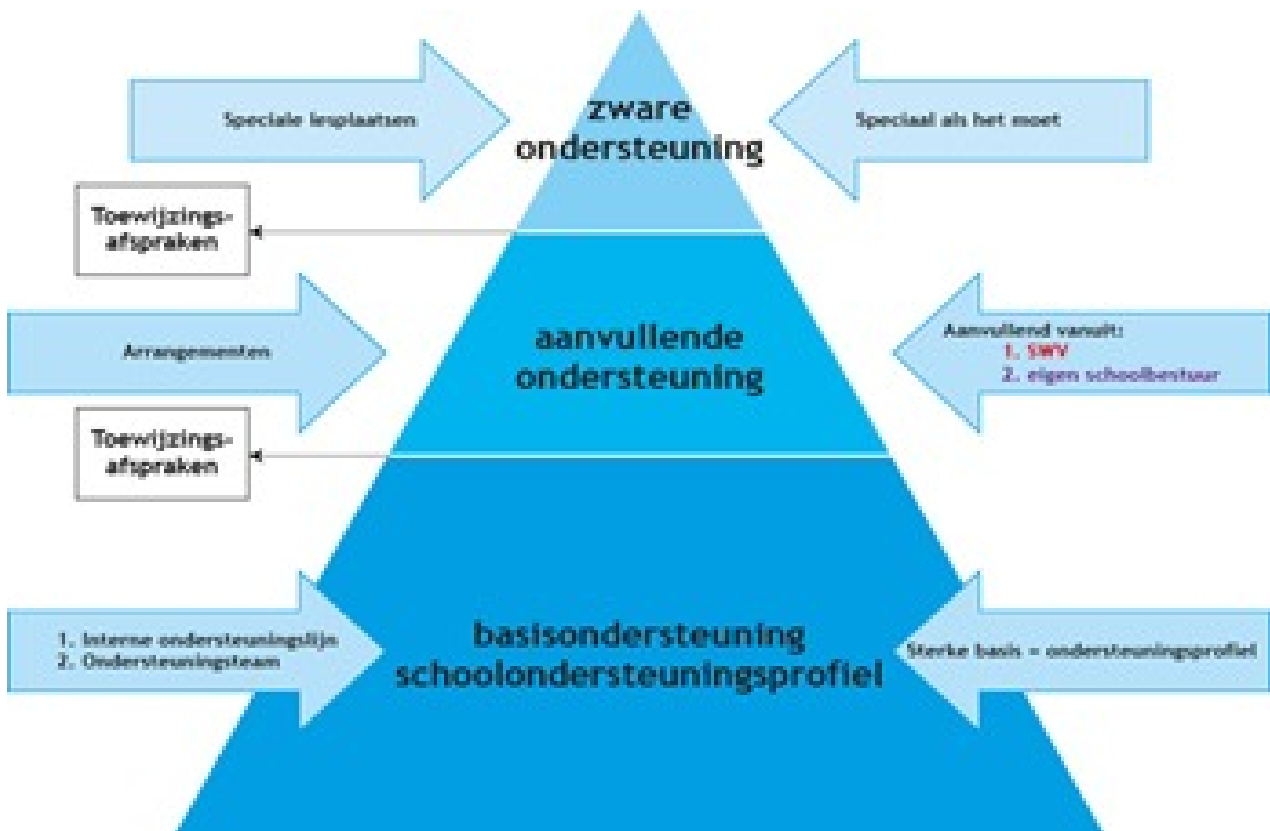 zware
ondersteuning
Speciale lesplaatsen
Speciaal als het moet
Toewijzings-
afspraken
aanvullende
ondersteuning
Arrangementen
Aanvullend vanuit:
1. SWV
2. eigen schoolbestuur
Toewijzings-
afspraken
basisondersteuning
schoolondersteuningsprofiel
1. Interne ondersteuningslijn
2. Ondersteuningsteam
Sterke basis = ondersteuningsprofiel